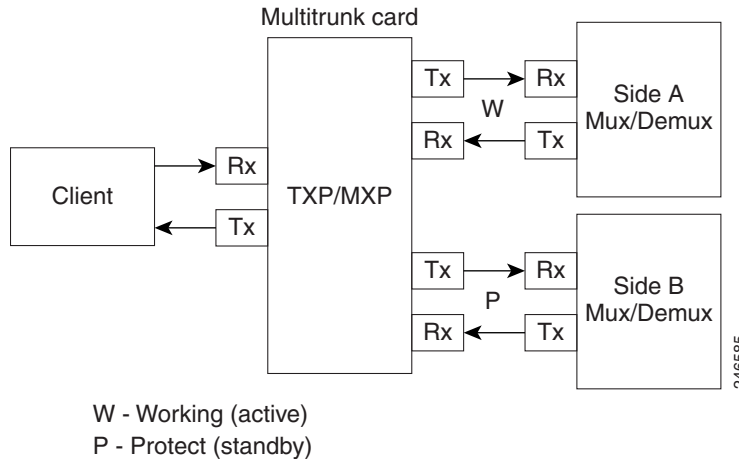 Multitrunk card
Tx
Rx
Side A
Mux/Demux
W
Rx
Tx
Client
Rx
TXP/MXP
Tx
Tx
Rx
Side B
Mux/Demux
P
Rx
Tx
W - Working (active)
P - Protect (standby)